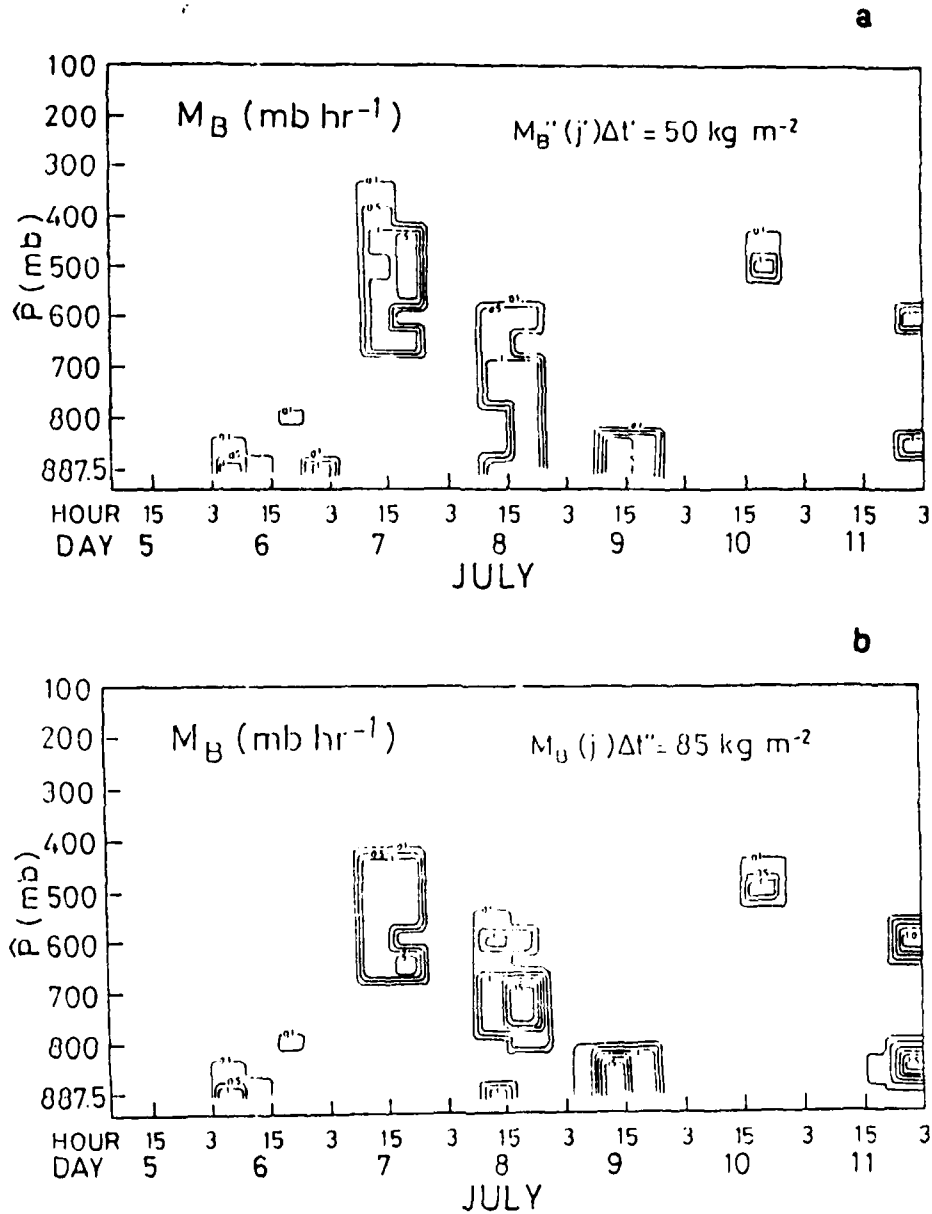 a
M_B (mb hr⁻¹)
M_B''(j')Δt' = 50 kg m⁻²
P̂ (mb)
100
200
300
400
500
600
700
800
887.5
HOUR 15 3 15 3 15 3 15 3 15 3 15 3 15 3
DAY 5 6 7 8 9 10 11
JULY
b
M_B (mb hr⁻¹)
M_B (j )Δt''= 85 kg m⁻²
P̂ (mb)
100
200
300
400
500
600
700
800
887.5
HOUR 15 3 15 3 15 3 15 3 15 3 15 3 15 3
DAY 5 6 7 8 9 10 11
JULY